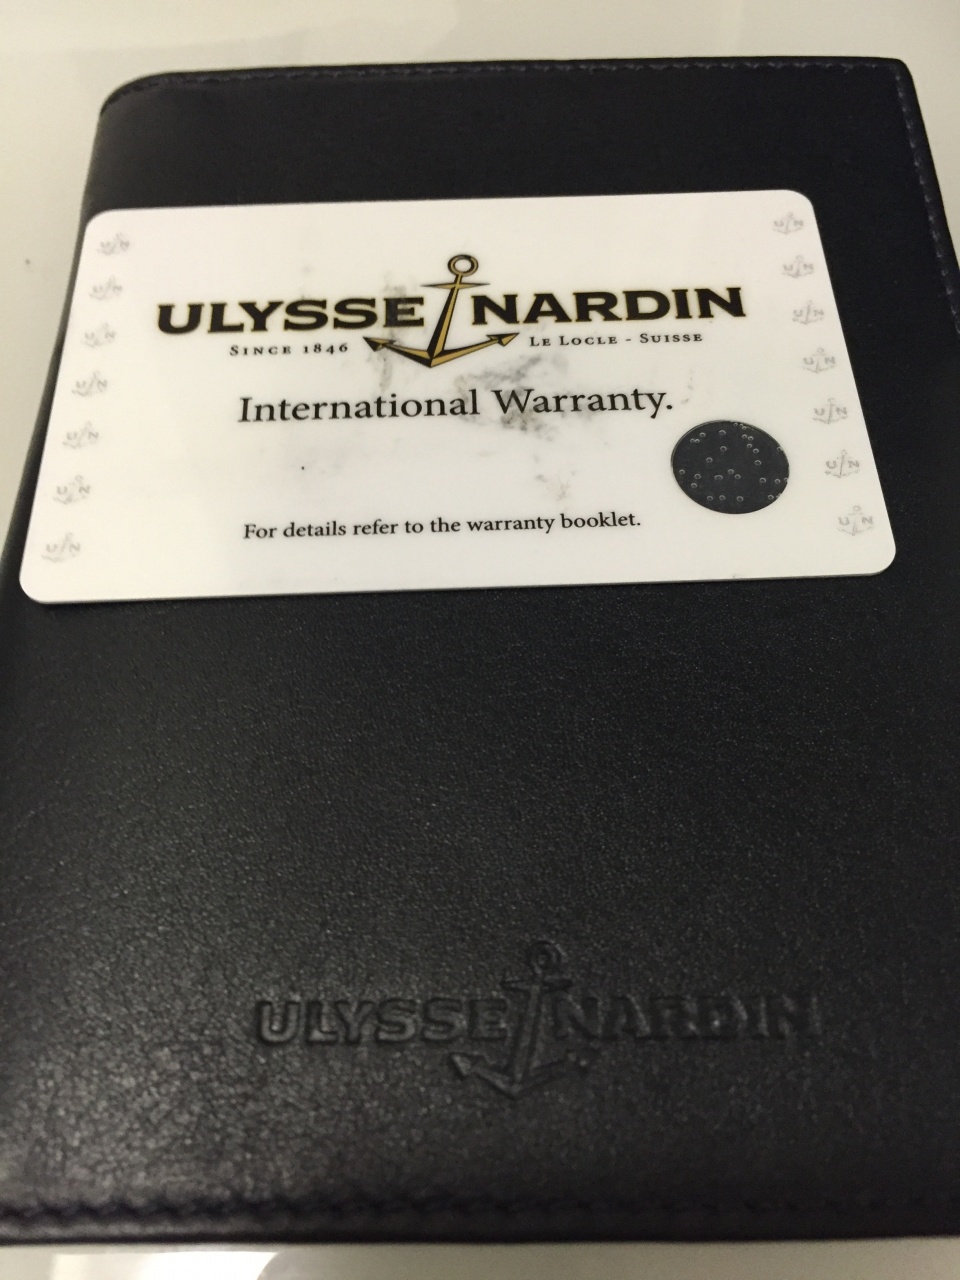 ULYSSE NARDIN
SINCE 1846 LE LOCLE - SUISSE
International Warranty.
For details refer to the warranty booklet.
U N
U N
U N
U N
U N
U N
U N
U N
U N
U N
U N
U N
U N
U N
ULYSSE NARDIN